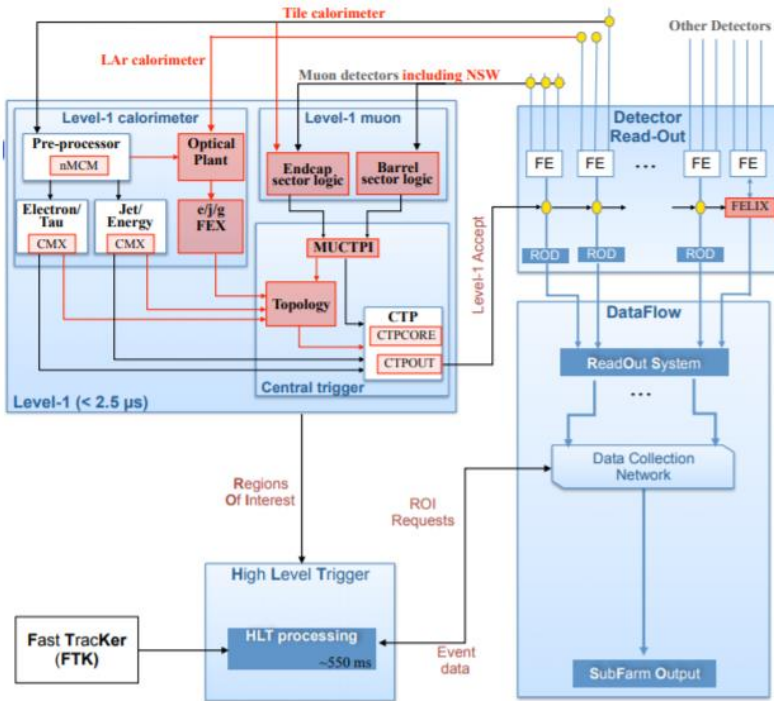 Tile calorimeter
Other Detectors
LAr calorimeter
Muon detectors including NSW
Level-1 calorimeter
Pre-processor
nMCM
Optical
Plant
Electron/
Tau
CMX
Jet/
Energy
CMX
e/j/g
FEX
Level-1 muon
Endcap
sector logic
Barrel
sector logic
MUCTPI
Topology
CTP
CTPCORE
CTPOUT
Central trigger
Level-1 (< 2.5 µs)
Level-1 Accept
Detector
Read-Out
FE
FE
...
FE
FE
FELIX
ROD
ROD
ROD
DataFlow
ReadOut System
...
Data Collection
Network
SubFarm Output
Regions
Of Interest
ROI
Requests
Event
data
High Level Trigger
HLT processing
~550 ms
Fast TracKer
(FTK)